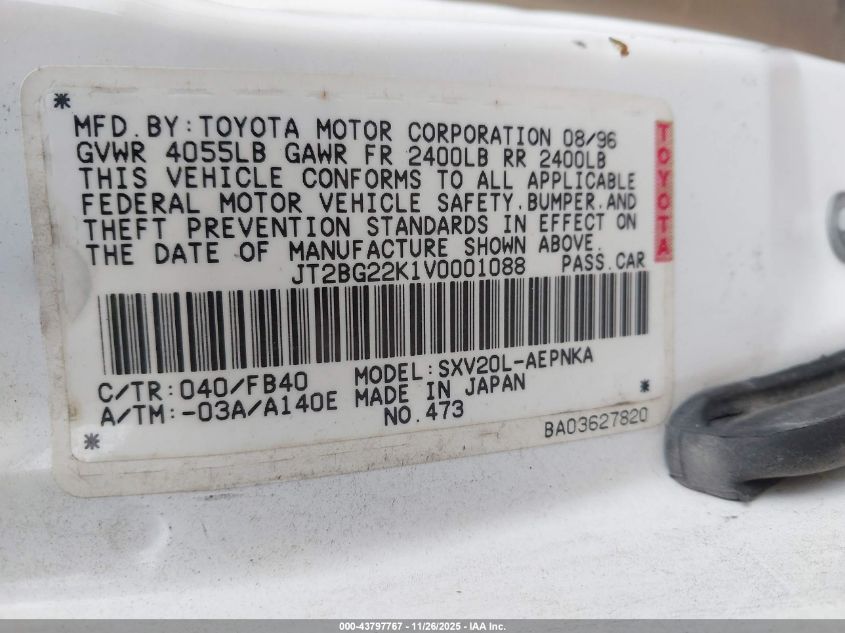 MFD. BY: TOYOTA MOTOR CORPORATION 08/96
GVWR 4055LB GAWR FR 2400LB RR 2400LB
THIS VEHICLE CONFORMS TO ALL APPLICABLE
FEDERAL MOTOR VEHICLE SAFETY, BUMPER, AND
THEFT PREVENTION STANDARDS IN EFFECT ON
THE DATE OF MANUFACTURE SHOWN ABOVE.
JT2BG22K1V0001088 PASS. CAR
TOYOTA
C/TR: 040/FB40 MODEL: SXV20L-AEPNKA
A/TM: -03A/A140E MADE IN JAPAN
NO. 473
BA03627820
000-43797767 - 11/26/2025 - IAA Inc.